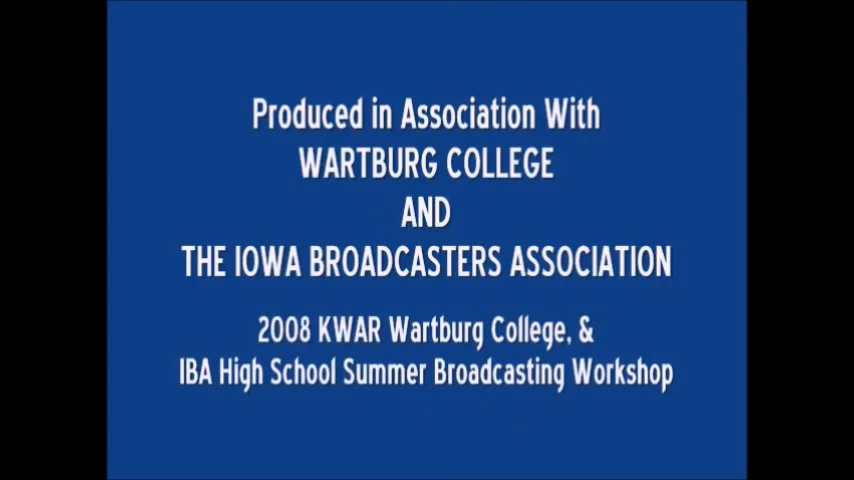 Produced in Association With
WARTBURG COLLEGE
AND
THE IOWA BROADCASTERS ASSOCIATION
2008 KWAR Wartburg College, &
IBA High School Summer Broadcasting Workshop